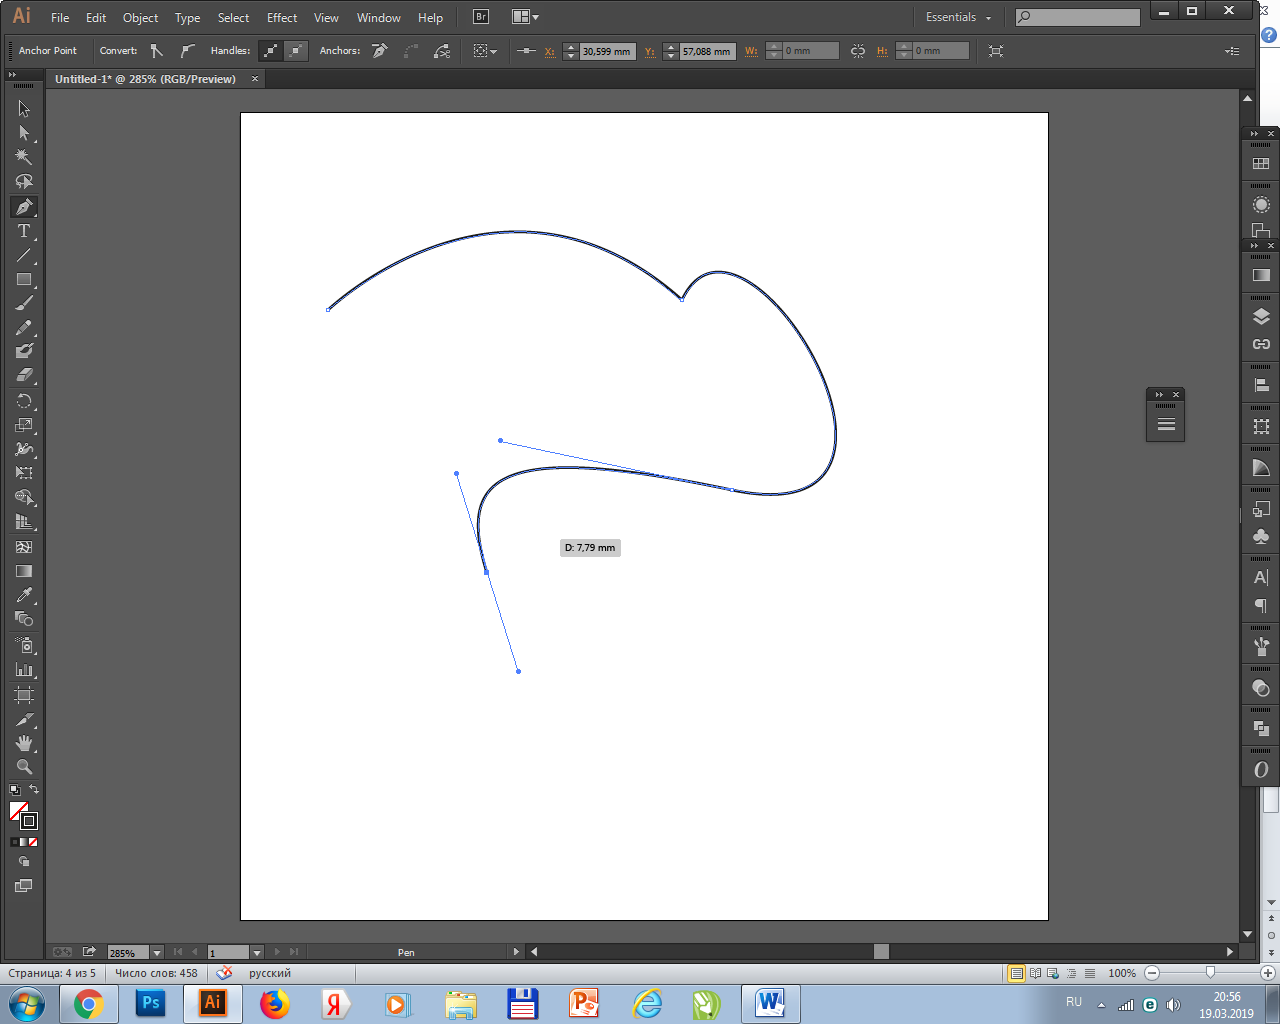 Ai File Edit Object Type Select Effect View Window Help Br Essentials
Anchor Point Convert: Handles: Anchors: X: 30,599 mm Y: 57,088 mm W: 0 mm H: 0 mm
Untitled-1* @ 285% (RGB/Preview)
D: 7,79 mm
285% 1 Pen
Страница: 4 из 5 Число слов: 458 русский 100%
Ps Ai Я W RU 20:56
19.03.2019